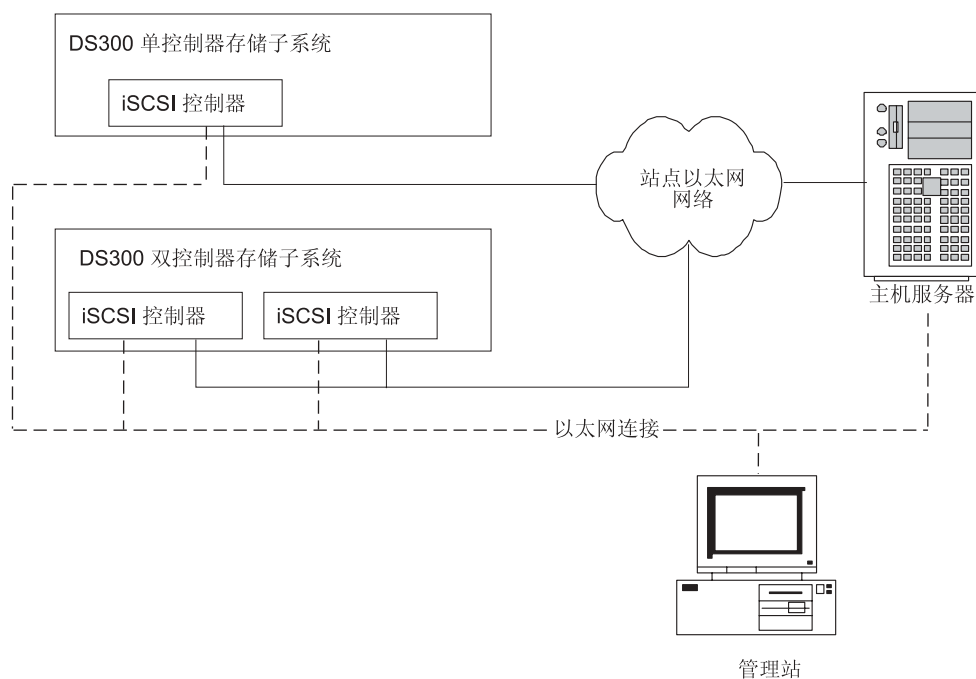 DS300 单控制器存储子系统
iSCSI 控制器
站点以太网
网络
DS300 双控制器存储子系统
iSCSI 控制器
iSCSI 控制器
主机服务器
以太网连接
管理站